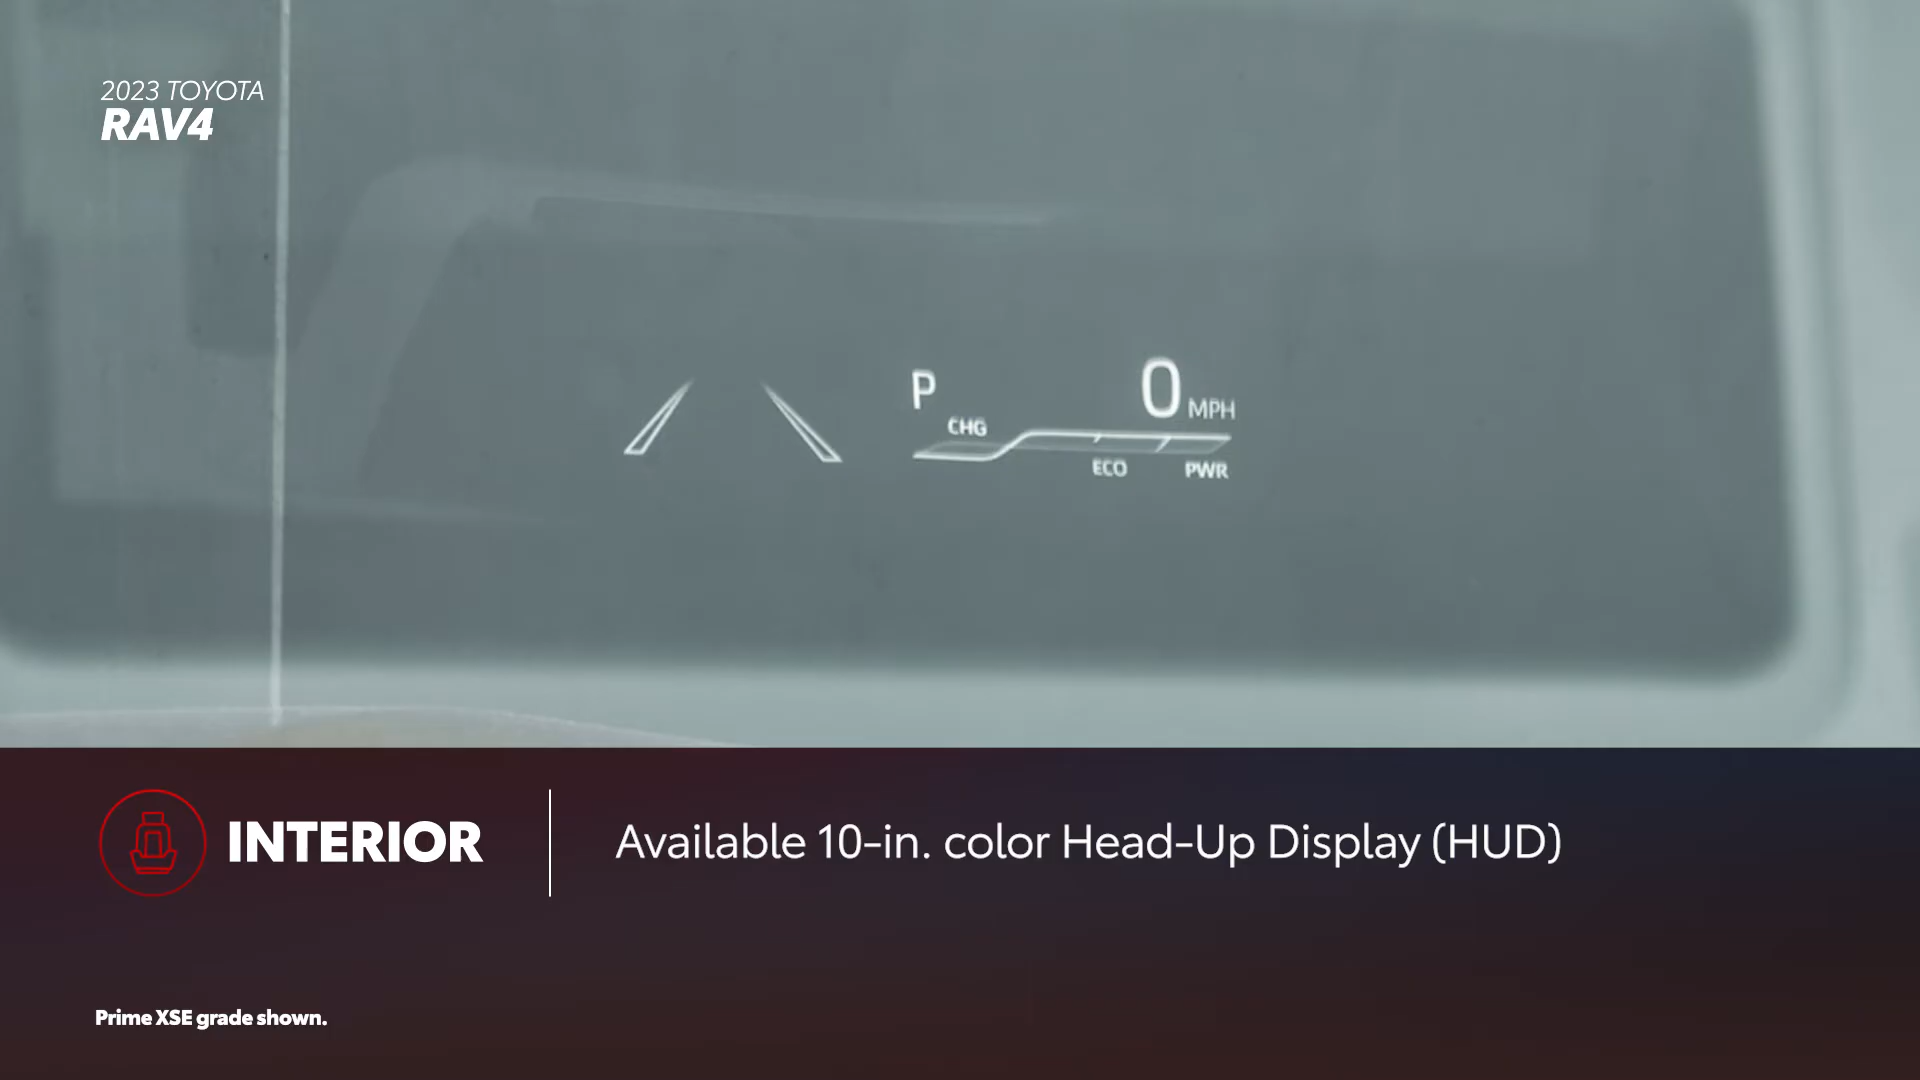 2023 TOYOTA
RAV4
P
0 MPH
CHG
ECO PWR
INTERIOR
Available 10-in. color Head-Up Display (HUD)
Prime XSE grade shown.